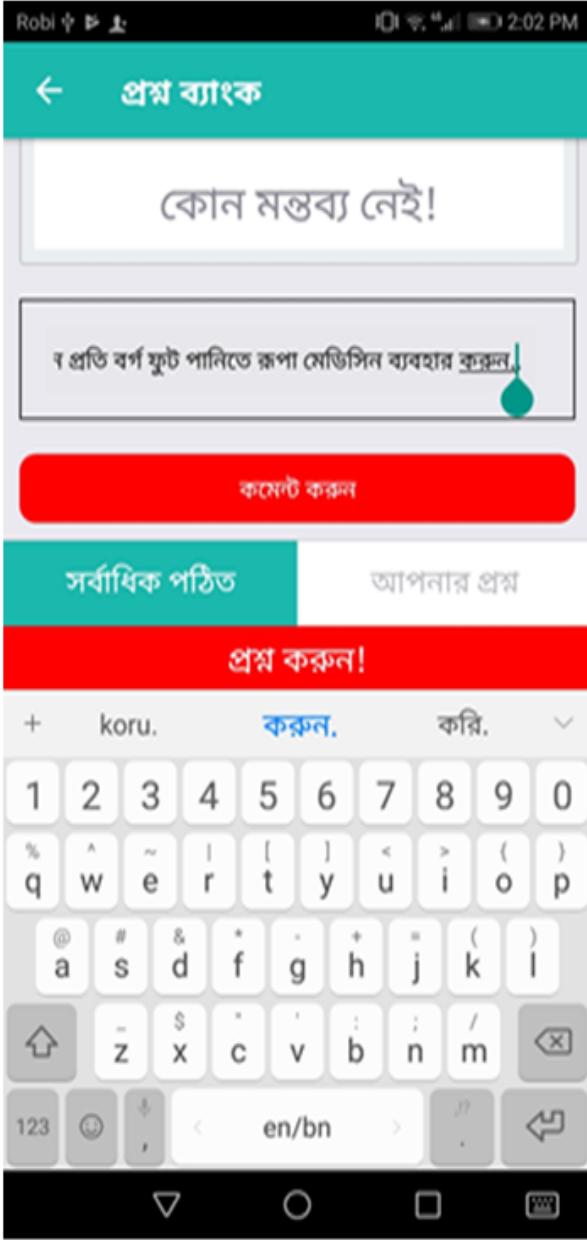 Robi 2:02 PM
প্রশ্ন ব্যাংক
কোন মন্তব্য নেই!
ন প্রতি বর্গ ফুট পানিতে রূপা মেডিসিন ব্যবহার করুন.
কমেন্ট করুন
সর্বাধিক পঠিত আপনার প্রশ্ন
প্রশ্ন করুন!
+ koru. করুন. করি.
1 2 3 4 5 6 7 8 9 0
% ^ ~ | [ ] < > { }
q w e r t y u i o p
@ # & * - + = ( )
a s d f g h j k l
_ $ " ' : ; /
z x c v b n m
123 , en/bn .